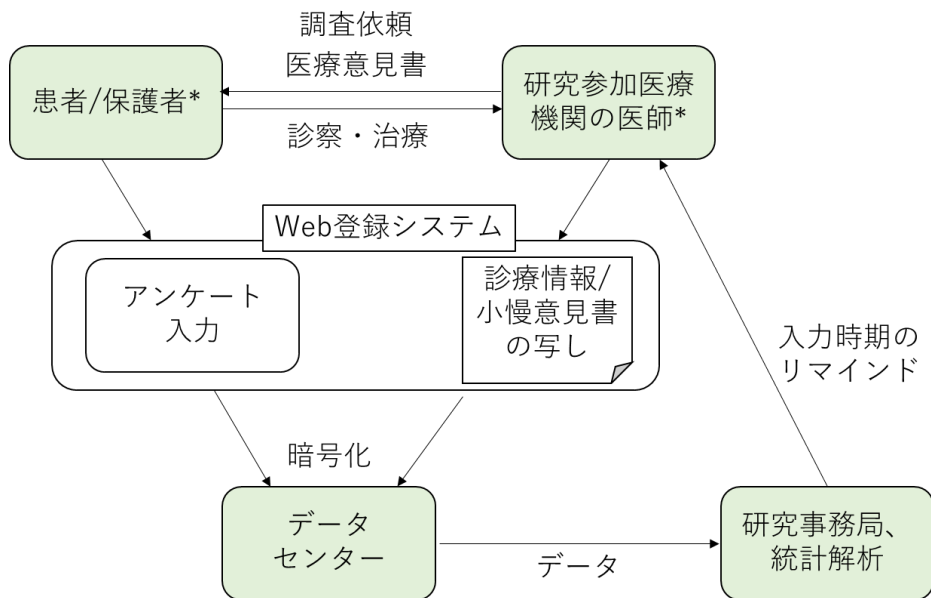 調査依頼
医療意見書
患者/保護者*
研究参加医療
機関の医師*
診察・治療
Web登録システム
アンケート
入力
診療情報/
小慢意見書
の写し
入力時期の
リマインド
暗号化
データ
センター
データ
研究事務局、
統計解析